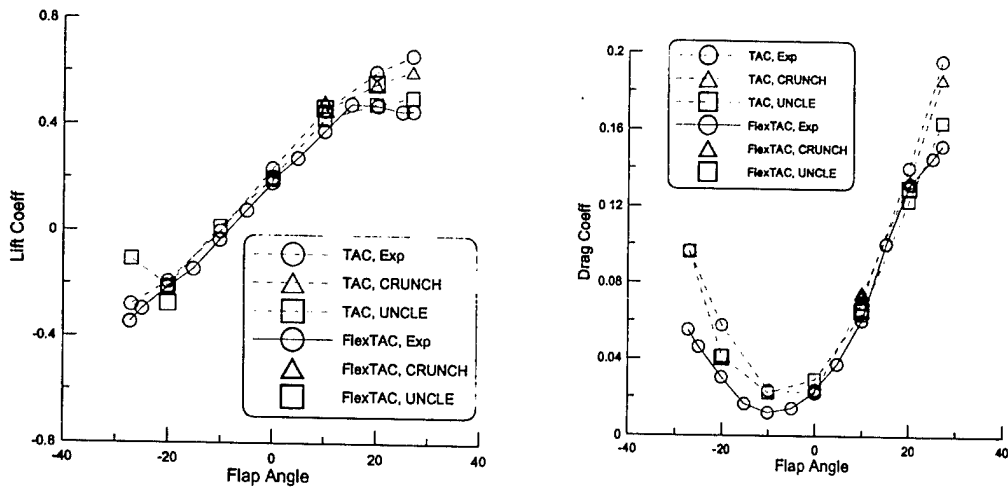 0.8
0.4
0
-0.4
-0.8
Lift Coeff
-40
-20
0
20
40
Flap Angle
TAC, Exp
TAC, CRUNCH
TAC, UNCLE
FlexTAC, Exp
FlexTAC, CRUNCH
FlexTAC, UNCLE
0.2
0.16
0.12
0.08
0.04
0
Drag Coeff
-40
-20
0
20
40
Flap Angle
TAC, Exp
TAC, CRUNCH
TAC, UNCLE
FlexTAC, Exp
FlexTAC, CRUNCH
FlexTAC, UNCLE